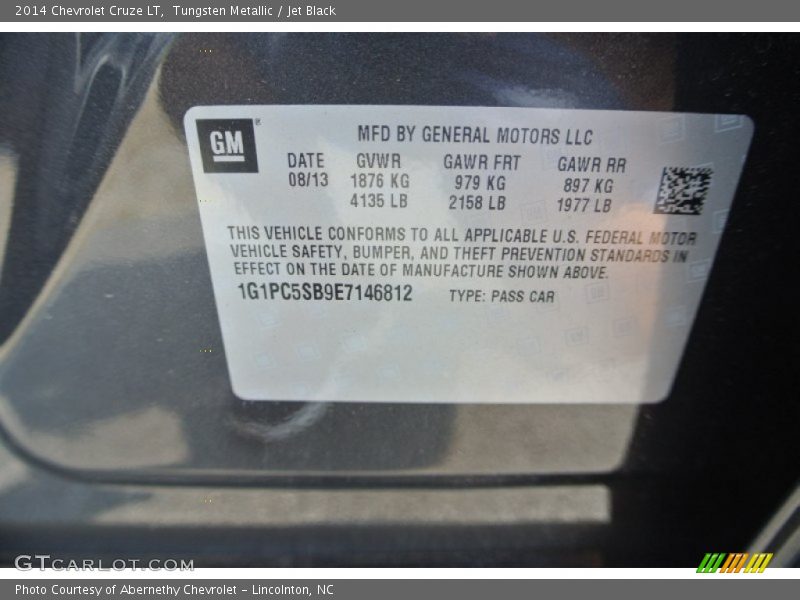 2014 Chevrolet Cruze LT,  Tungsten Metallic / Jet Black
GM®
MFD BY GENERAL MOTORS LLC
DATE GVWR GAWR FRT GAWR RR
08/13 1876 KG 979 KG 897 KG
4135 LB 2158 LB 1977 LB
THIS VEHICLE CONFORMS TO ALL APPLICABLE U.S. FEDERAL MOTOR
VEHICLE SAFETY, BUMPER, AND THEFT PREVENTION STANDARDS IN
EFFECT ON THE DATE OF MANUFACTURE SHOWN ABOVE.
1G1PC5SB9E7146812 TYPE: PASS CAR
GTCARLOT.COM
Photo Courtesy of Abernethy Chevrolet – Lincolnton, NC